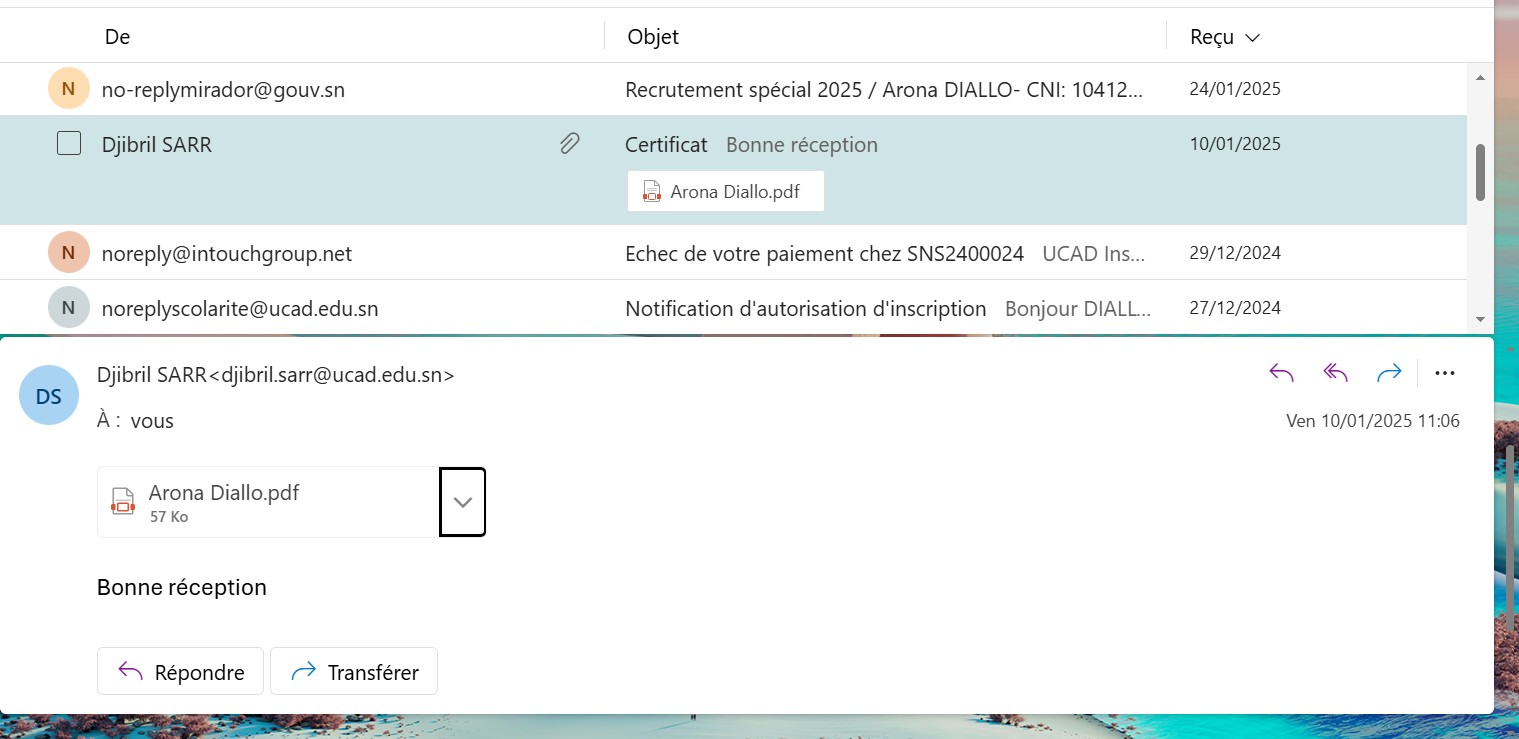 De Objet Reçu
N no-replymirador@gouv.sn Recrutement spécial 2025 / Arona DIALLO- CNI: 10412... 24/01/2025
Djibril SARR Certificat Bonne réception 10/01/2025
Arona Diallo.pdf
N noreply@intouchgroup.net Echec de votre paiement chez SNS2400024 UCAD Ins... 29/12/2024
N noreplyscolarite@ucad.edu.sn Notification d'autorisation d'inscription Bonjour DIALL... 27/12/2024
DS Djibril SARR<djibril.sarr@ucad.edu.sn>
À : vous Ven 10/01/2025 11:06
Arona Diallo.pdf
57 Ko
Bonne réception
Répondre Transférer